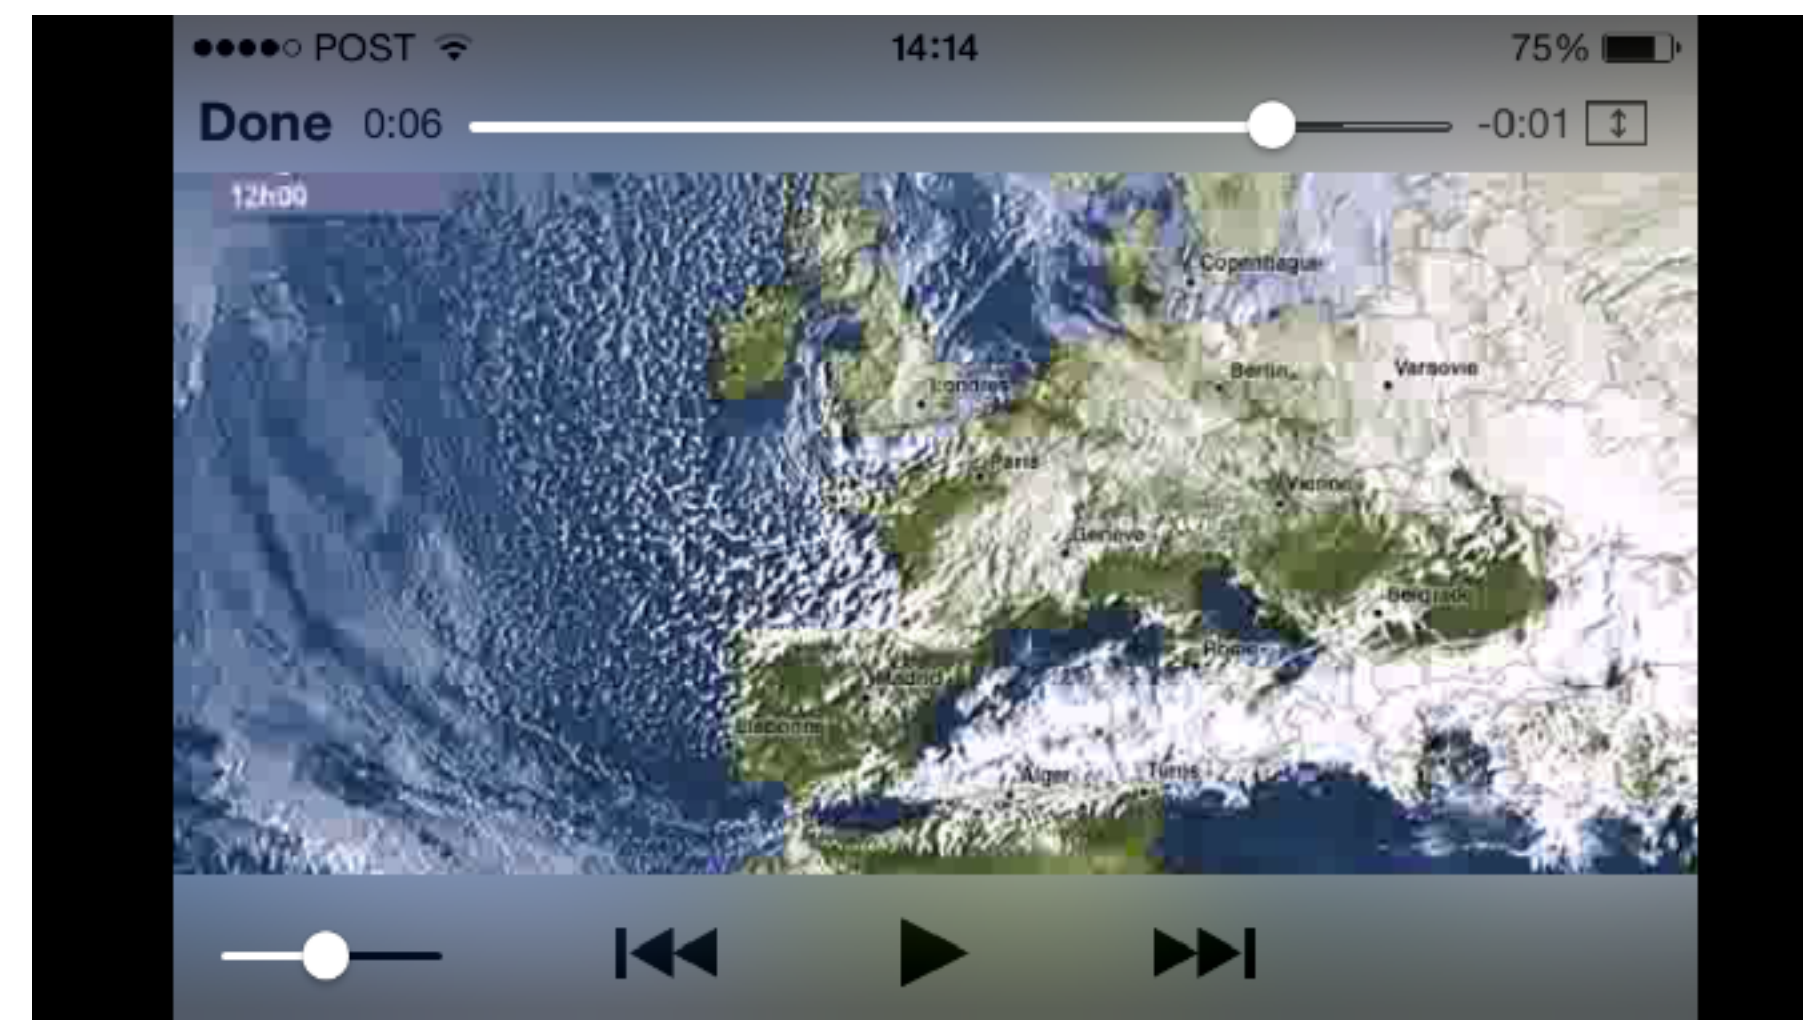 POST 14:14 75%
Done 0:06 -0:01
12h00
Copenhague
Londres
Berlin
Varsovie
Paris
Vienne
Genève
Belgrade
Rome
Madrid
Lisbonne
Alger
Tunis